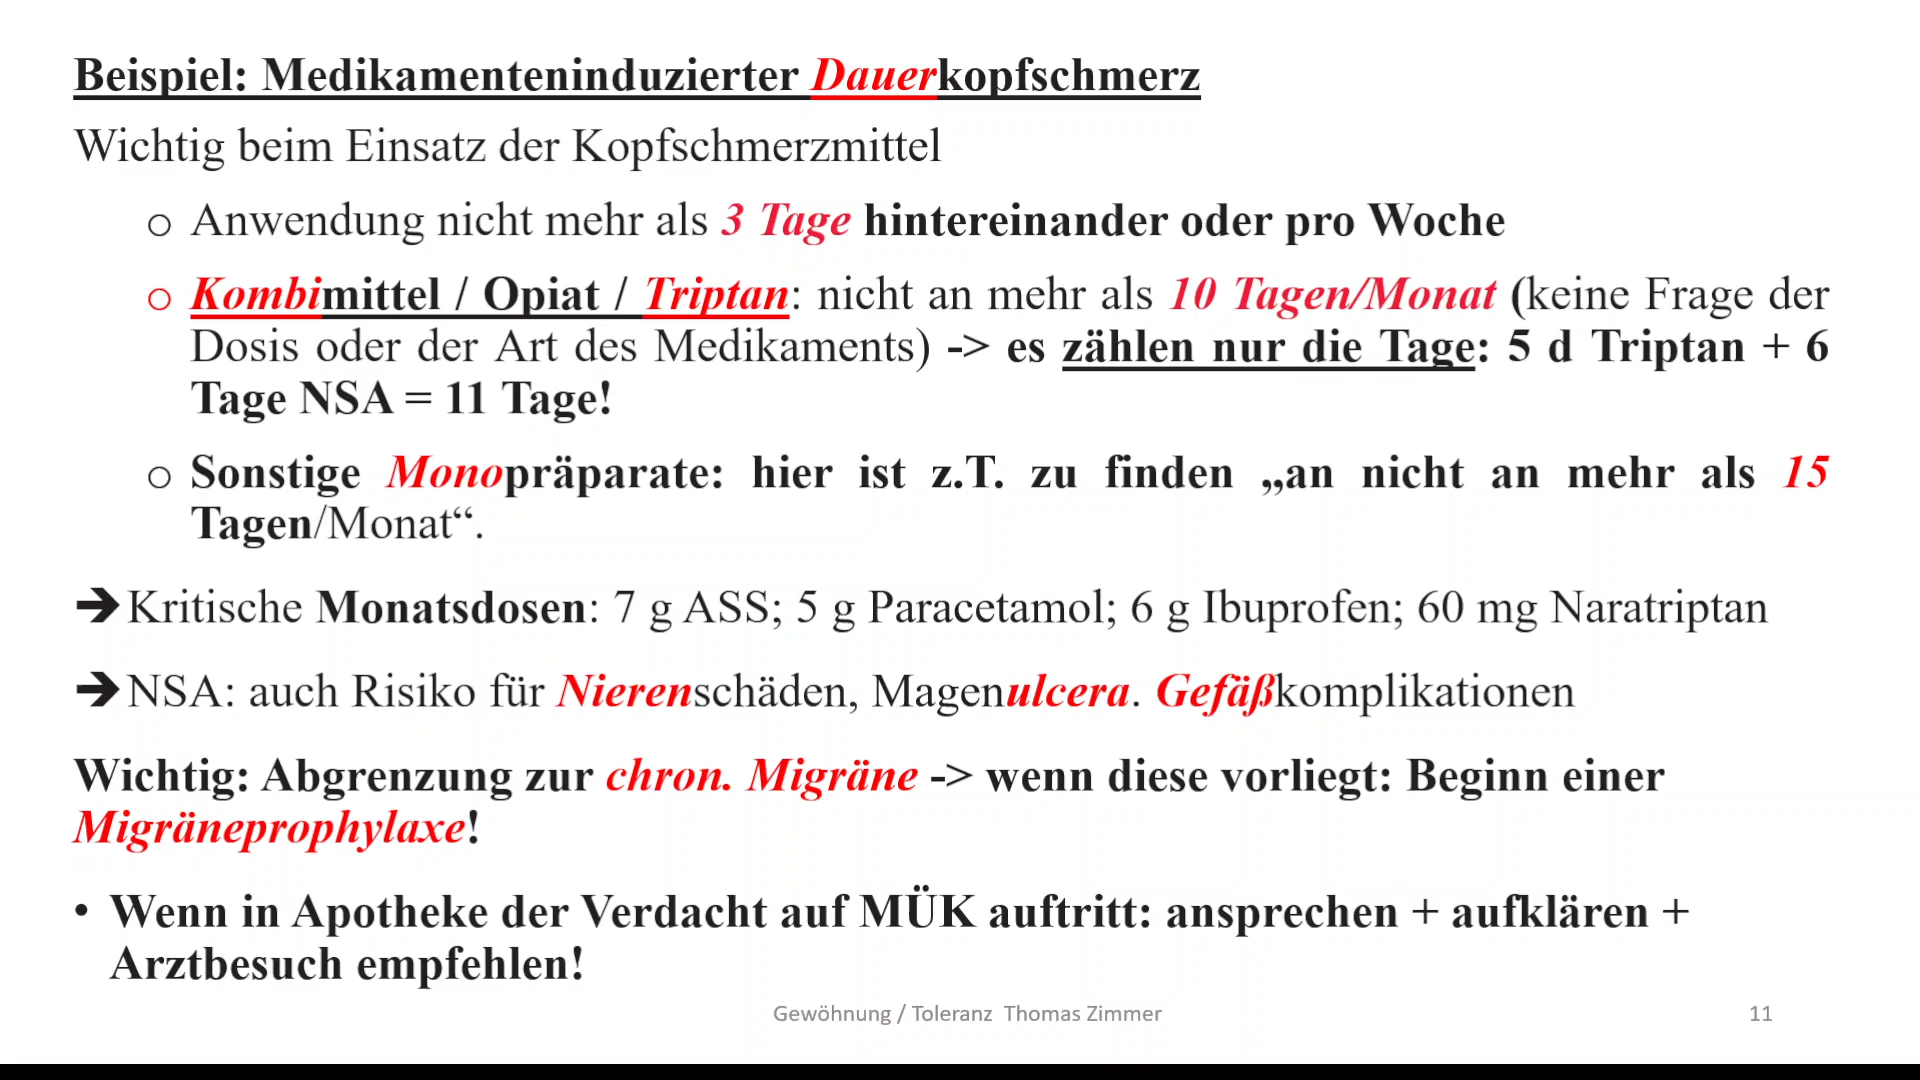 Beispiel: Medikamenteninduzierter Dauerkopfschmerz
Wichtig beim Einsatz der Kopfschmerzmittel
o Anwendung nicht mehr als 3 Tage hintereinander oder pro Woche
o Kombimittel / Opiat / Triptan: nicht an mehr als 10 Tagen/Monat (keine Frage der
Dosis oder der Art des Medikaments) -> es zählen nur die Tage: 5 d Triptan + 6
Tage NSA = 11 Tage!
o Sonstige Monopräparate: hier ist z.T. zu finden „an nicht an mehr als 15
Tagen/Monat“.
➔Kritische Monatsdosen: 7 g ASS; 5 g Paracetamol; 6 g Ibuprofen; 60 mg Naratriptan
➔NSA: auch Risiko für Nierenschäden, Magenulcera. Gefäßkomplikationen
Wichtig: Abgrenzung zur chron. Migräne -> wenn diese vorliegt: Beginn einer
Migräneprophylaxe!
• Wenn in Apotheke der Verdacht auf MÜK auftritt: ansprechen + aufklären +
Arztbesuch empfehlen!
Gewöhnung / Toleranz Thomas Zimmer 11